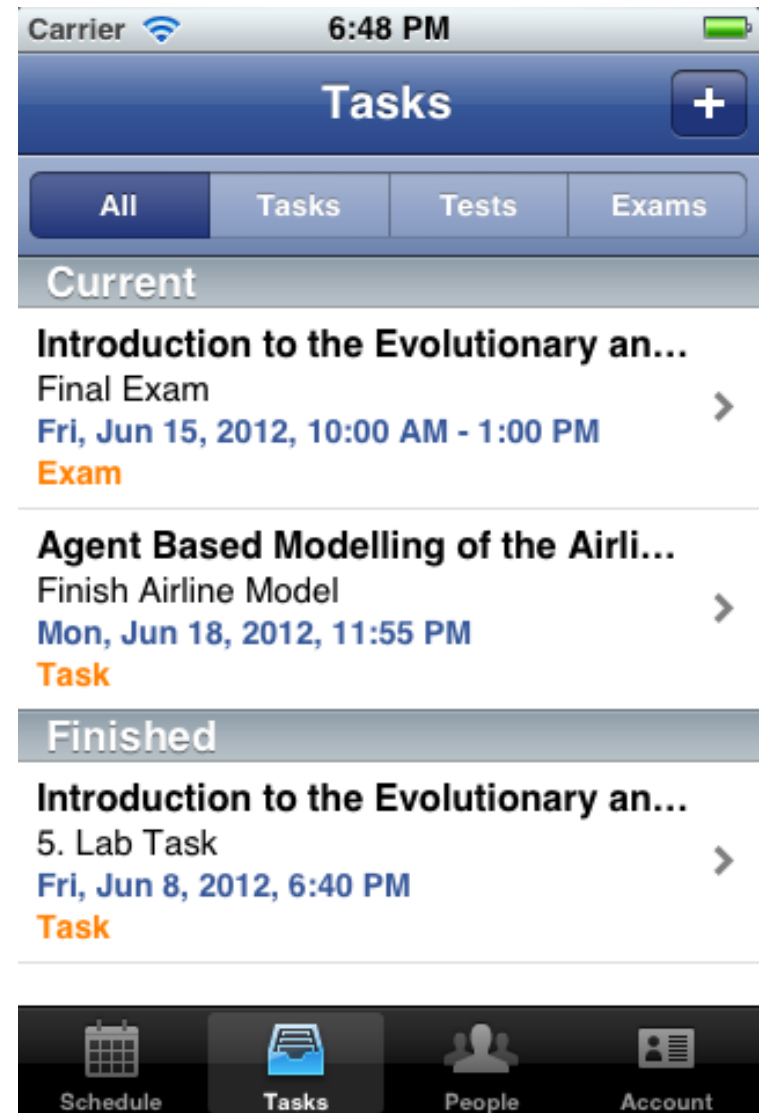 Carrier 6:48 PM
Tasks +
All Tasks Tests Exams
Current
Introduction to the Evolutionary an...
Final Exam
Fri, Jun 15, 2012, 10:00 AM - 1:00 PM
Exam
Agent Based Modelling of the Airli...
Finish Airline Model
Mon, Jun 18, 2012, 11:55 PM
Task
Finished
Introduction to the Evolutionary an...
5. Lab Task
Fri, Jun 8, 2012, 6:40 PM
Task
Schedule Tasks People Account